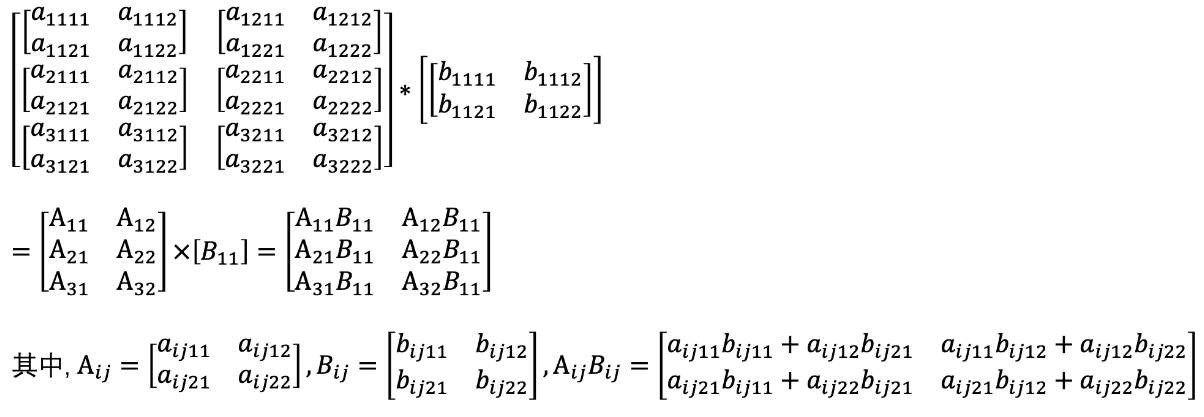 [[a₁₁₁₁ a₁₁₁₂] [a₁₂₁₁ a₁₂₁₂]
[a₁₁₂₁ a₁₁₂₂] [a₁₂₂₁ a₁₂₂₂]
[a₂₁₁₁ a₂₁₁₂] [a₂₂₁₁ a₂₂₁₂]
[a₂₁₂₁ a₂₁₂₂] [a₂₂₂₁ a₂₂₂₂]
[a₃₁₁₁ a₃₁₁₂] [a₃₂₁₁ a₃₂₁₂]
[a₃₁₂₁ a₃₁₂₂] [a₃₂₂₁ a₃₂₂₂]] * [[b₁₁₁₁ b₁₁₁₂]
[b₁₁₂₁ b₁₁₂₂]]
= [A₁₁ A₁₂
A₂₁ A₂₂
A₃₁ A₃₂] × [B₁₁] = [A₁₁B₁₁ A₁₂B₁₁
A₂₁B₁₁ A₂₂B₁₁
A₃₁B₁₁ A₃₂B₁₁]
其中, Aᵢⱼ = [aᵢⱼ₁₁ aᵢⱼ₁₂
aᵢⱼ₂₁ aᵢⱼ₂₂], Bᵢⱼ = [bᵢⱼ₁₁ bᵢⱼ₁₂
bᵢⱼ₂₁ bᵢⱼ₂₂], AᵢⱼBᵢⱼ = [aᵢⱼ₁₁bᵢⱼ₁₁ + aᵢⱼ₁₂bᵢⱼ₂₁ aᵢⱼ₁₁bᵢⱼ₁₂ + aᵢⱼ₁₂bᵢⱼ₂₂
aᵢⱼ₂₁bᵢⱼ₁₁ + aᵢⱼ₂₂bᵢⱼ₂₁ aᵢⱼ₂₁bᵢⱼ₁₂ + aᵢⱼ₂₂bᵢⱼ₂₂]